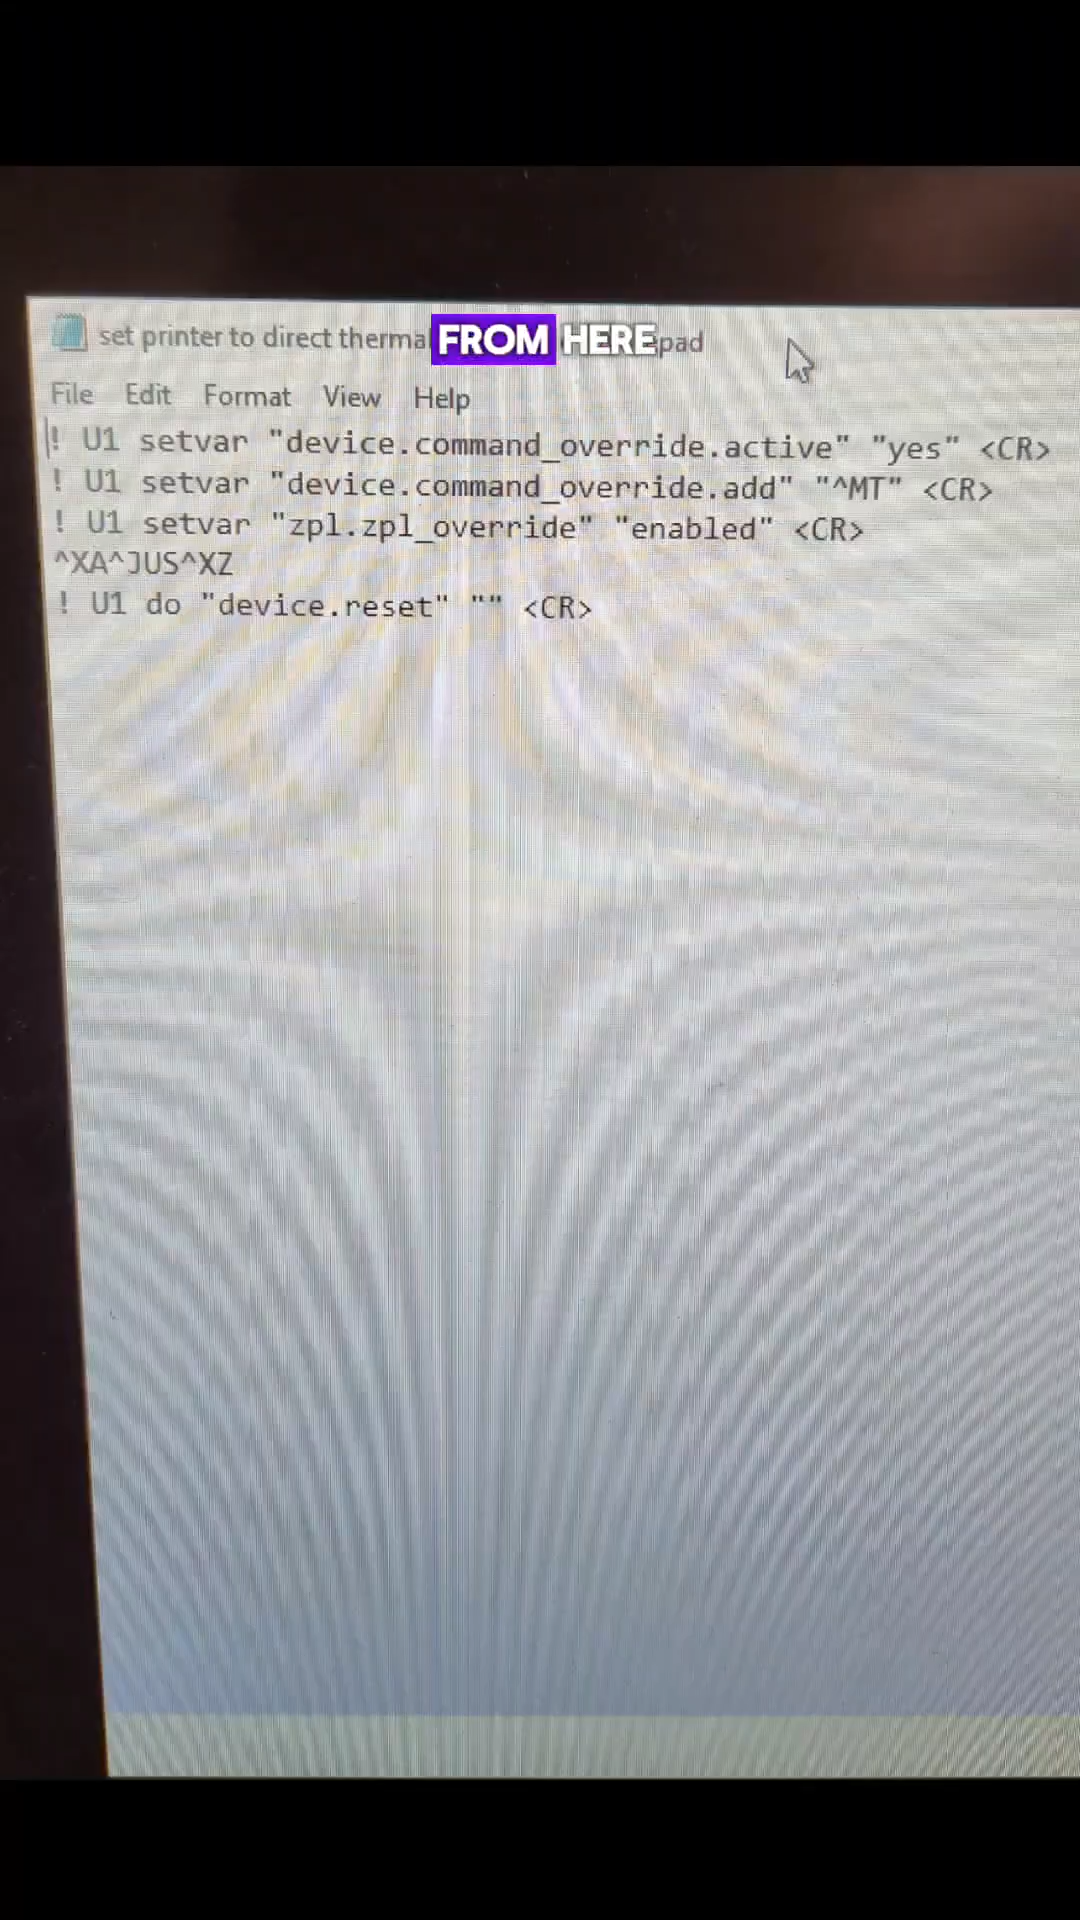 set printer to direct therma FROM HERE pad
File Edit Format View Help
! U1 setvar "device.command_override.active" "yes" <CR>
! U1 setvar "device.command_override.add" "^MT" <CR>
! U1 setvar "zpl.zpl_override" "enabled" <CR>
^XA^JUS^XZ
! U1 do "device.reset" "" <CR>